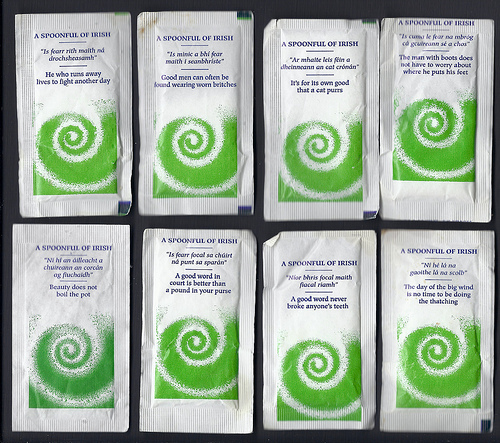 A SPOONFUL OF IRISH
"Is fearr rith maith ná
drochsheasamh"
He who runs away
lives to fight another day
A SPOONFUL OF IRISH
"Is minic a bhí fear
maith i seanbhríste"
Good men can often be
found wearing worn britches
A SPOONFUL OF IRISH
"Ar mhaite leis féin a
dheineann an cat crónán"
It's for its own good
that a cat purrs
A SPOONFUL OF IRISH
"Is cuma le fear na mbróg
cá gcuireann sé a chos"
The man with boots does
not have to worry about
where he puts his feet
A SPOONFUL OF IRISH
"Ní hí an áilleacht a
chuireann an corcán
ag fiuchaidh"
Beauty does not
boil the pot
A SPOONFUL OF IRISH
"Is fearr focal sa chúirt
ná punt sa sparán"
A good word in
court is better than
a pound in your purse
A SPOONFUL OF IRISH
"Níor bhris focal maith
fiacal riamh"
A good word never
broke anyone's teeth
A SPOONFUL OF IRISH
"Ní hé lá na
gaoithe lá na scolb"
The day of the big wind
is no time to be doing
the thatching